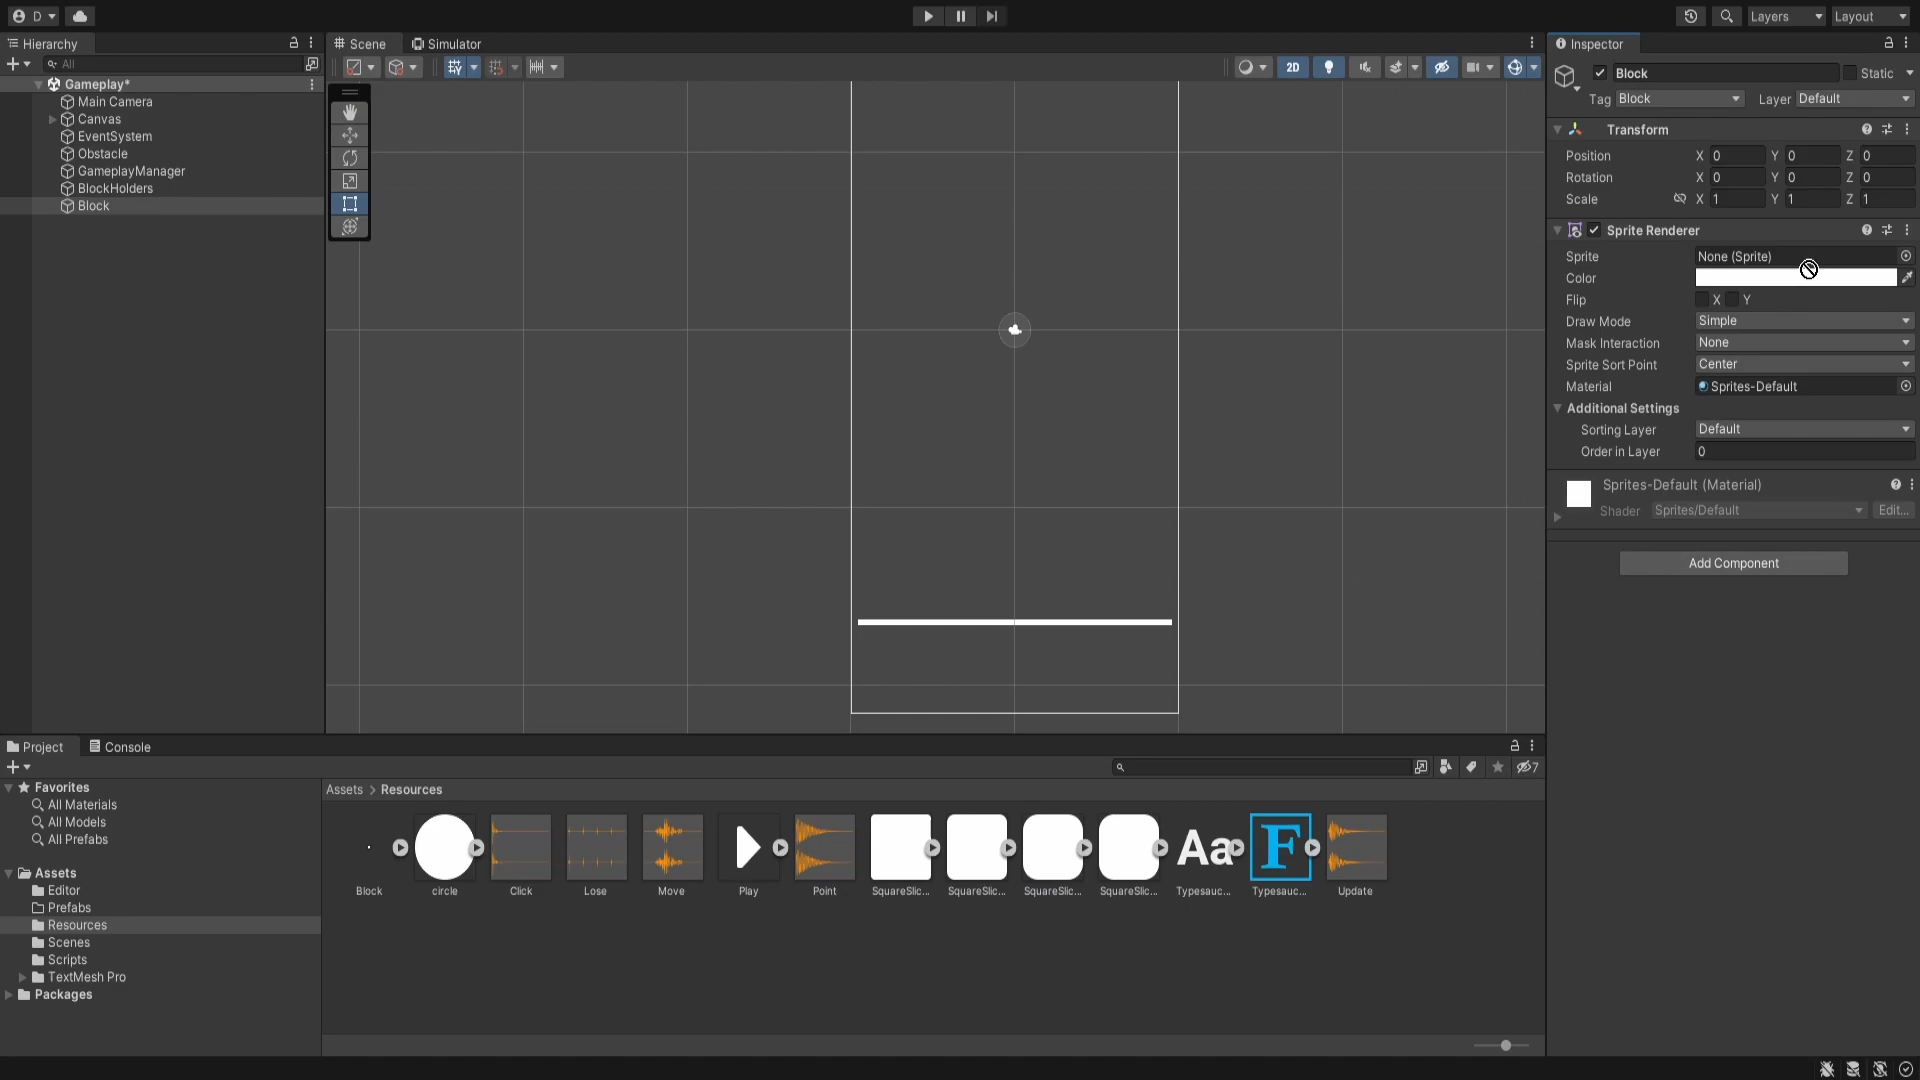 D
Layers
Layout
Hierarchy
All
Gameplay*
Main Camera
Canvas
EventSystem
Obstacle
GameplayManager
BlockHolders
Block
Scene
Simulator
2D
Inspector
Block
Static
Tag Block
Layer Default
Transform
Position X 0 Y 0 Z 0
Rotation X 0 Y 0 Z 0
Scale X 1 Y 1 Z 1
Sprite Renderer
Sprite None (Sprite)
Color
Flip X Y
Draw Mode Simple
Mask Interaction None
Sprite Sort Point Center
Material Sprites-Default
Additional Settings
Sorting Layer Default
Order in Layer 0
Sprites-Default (Material)
Shader Sprites/Default Edit...
Add Component
Project
Console
7
Favorites
All Materials
All Models
All Prefabs
Assets
Editor
Prefabs
Resources
Scenes
Scripts
TextMesh Pro
Packages
Assets > Resources
Aa F
Block circle Click Lose Move Play Point SquareSlic... SquareSlic... SquareSlic... SquareSlic... Typesauc... Typesauc... Update